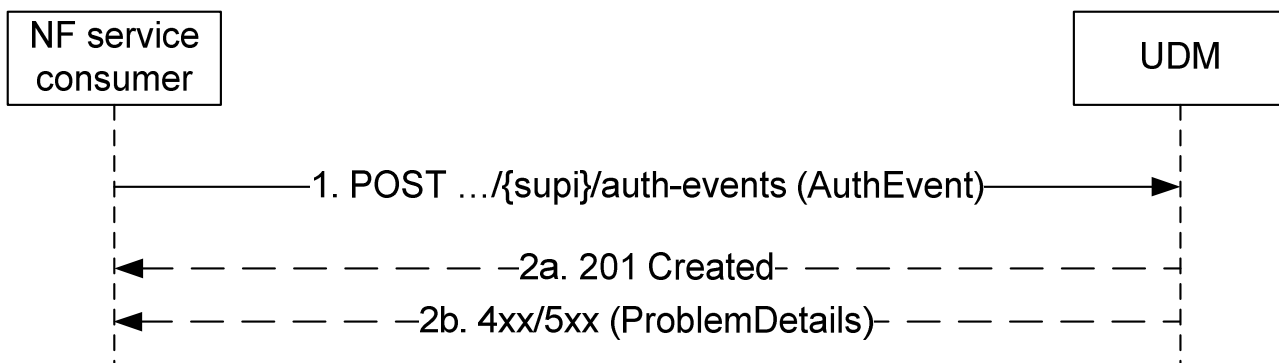 NF service
consumer
UDM
1. POST …/{supi}/auth-events (AuthEvent)
2a. 201 Created
2b. 4xx/5xx (ProblemDetails)